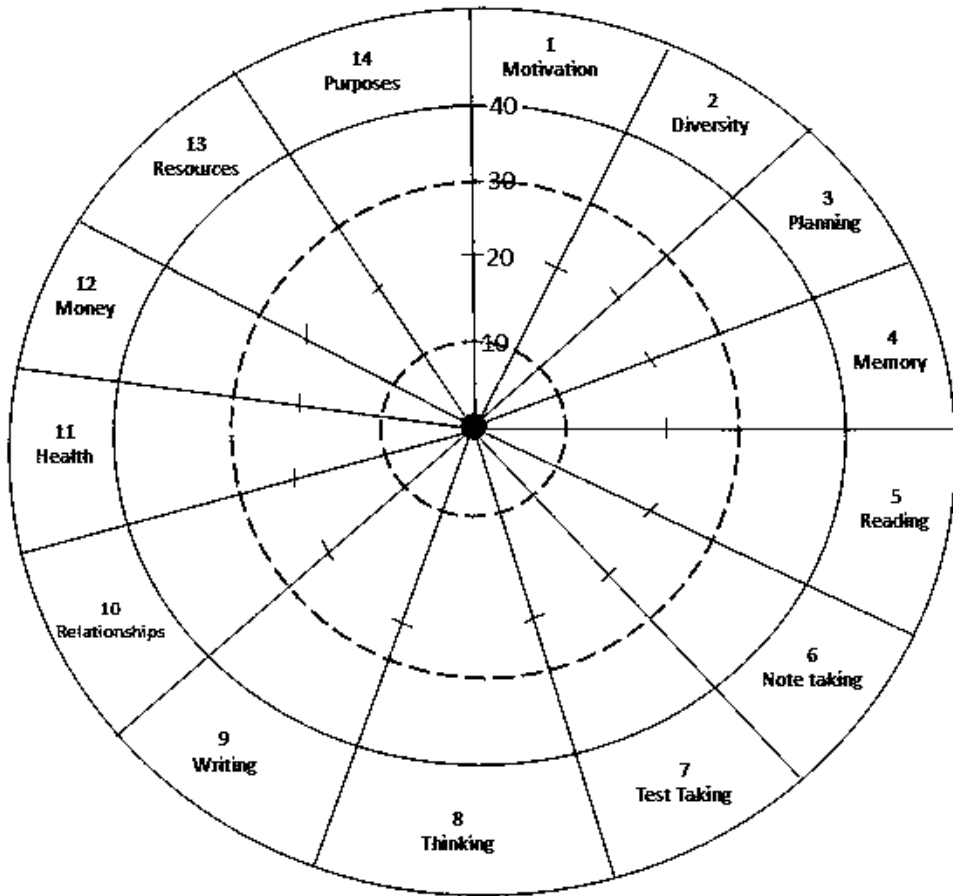 1
Motivation
2
Diversity
3
Planning
4
Memory
5
Reading
6
Note taking
7
Test Taking
8
Thinking
9
Writing
10
Relationships
11
Health
12
Money
13
Resources
14
Purposes
40
30
20
10